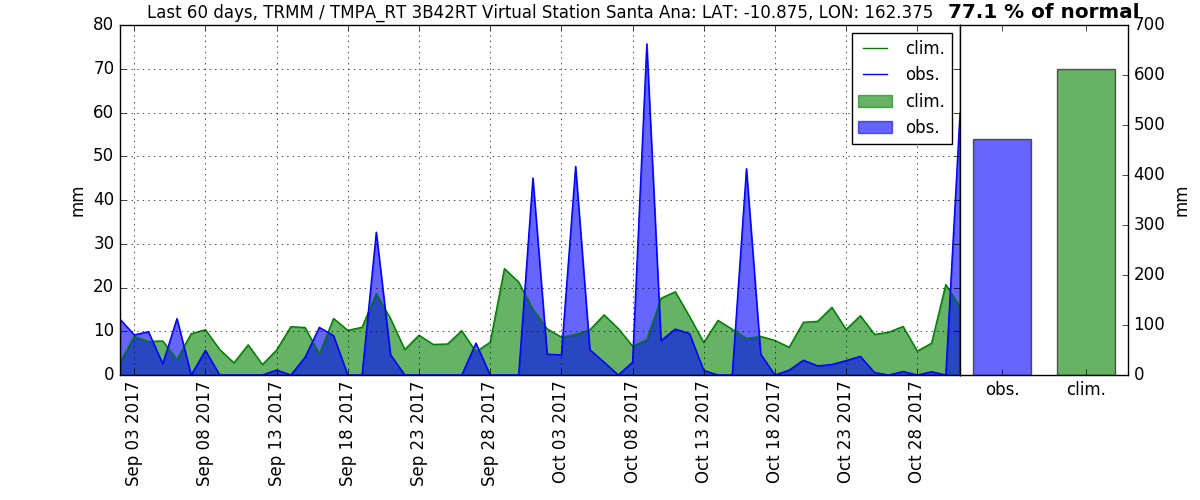 Last 60 days, TRMM / TMPA_RT 3B42RT Virtual Station Santa Ana: LAT: -10.875, LON: 162.375 77.1 % of normal
80
70
60
50
40
30
20
10
0
mm
clim.
obs.
clim.
obs.
Sep 03 2017
Sep 08 2017
Sep 13 2017
Sep 18 2017
Sep 23 2017
Sep 28 2017
Oct 03 2017
Oct 08 2017
Oct 13 2017
Oct 18 2017
Oct 23 2017
Oct 28 2017
obs.
clim.
700
600
500
400
300
200
100
0
mm